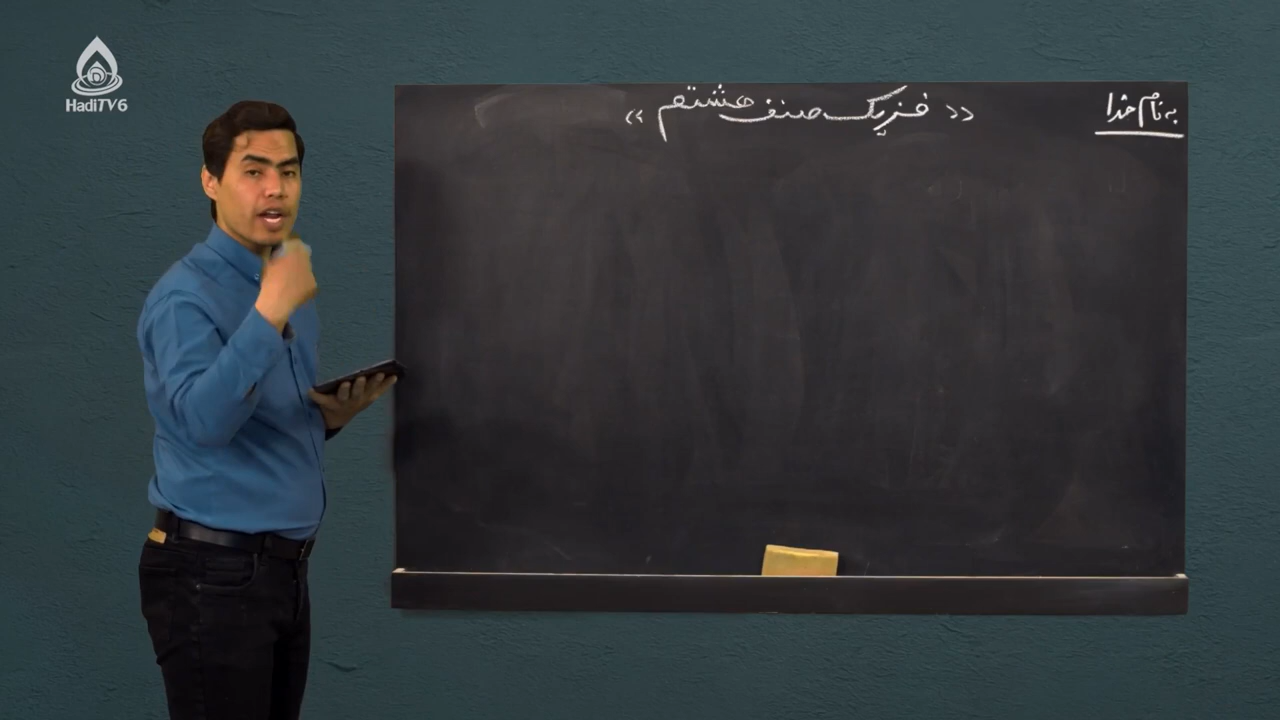 به نام خدا
« فزیک صنف هشتم »
HadiTV6